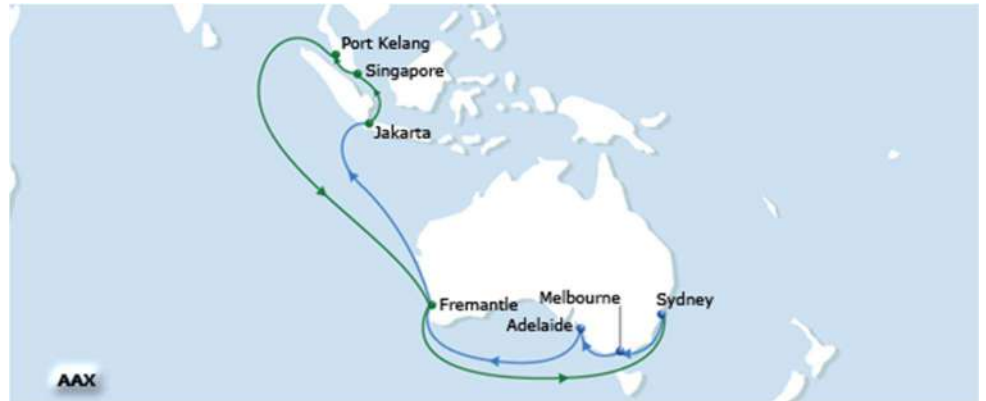 Port Kelang
Singapore
Jakarta
Fremantle
Melbourne
Sydney
Adelaide
AAX